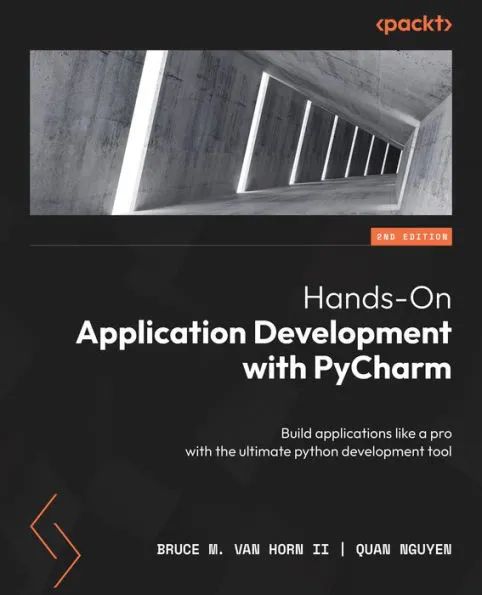 <packt>
2ND EDITION
Hands-On
Application Development
with PyCharm
Build applications like a pro
with the ultimate python development tool
BRUCE M. VAN HORN II | QUAN NGUYEN